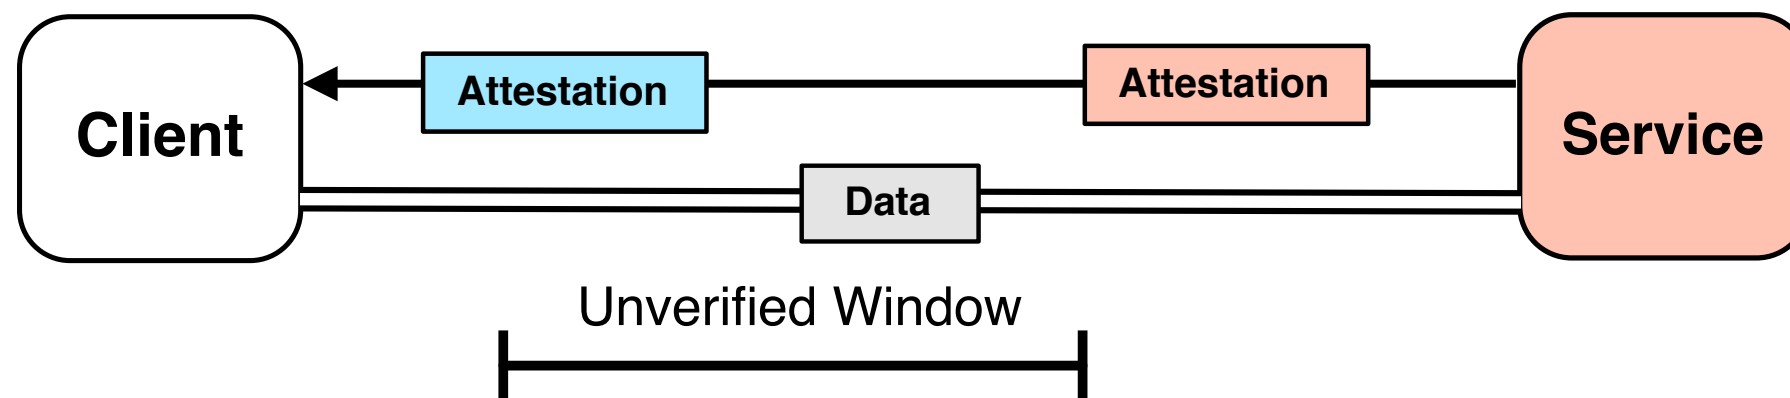 Client
Attestation
Attestation
Service
Data
Unverified Window